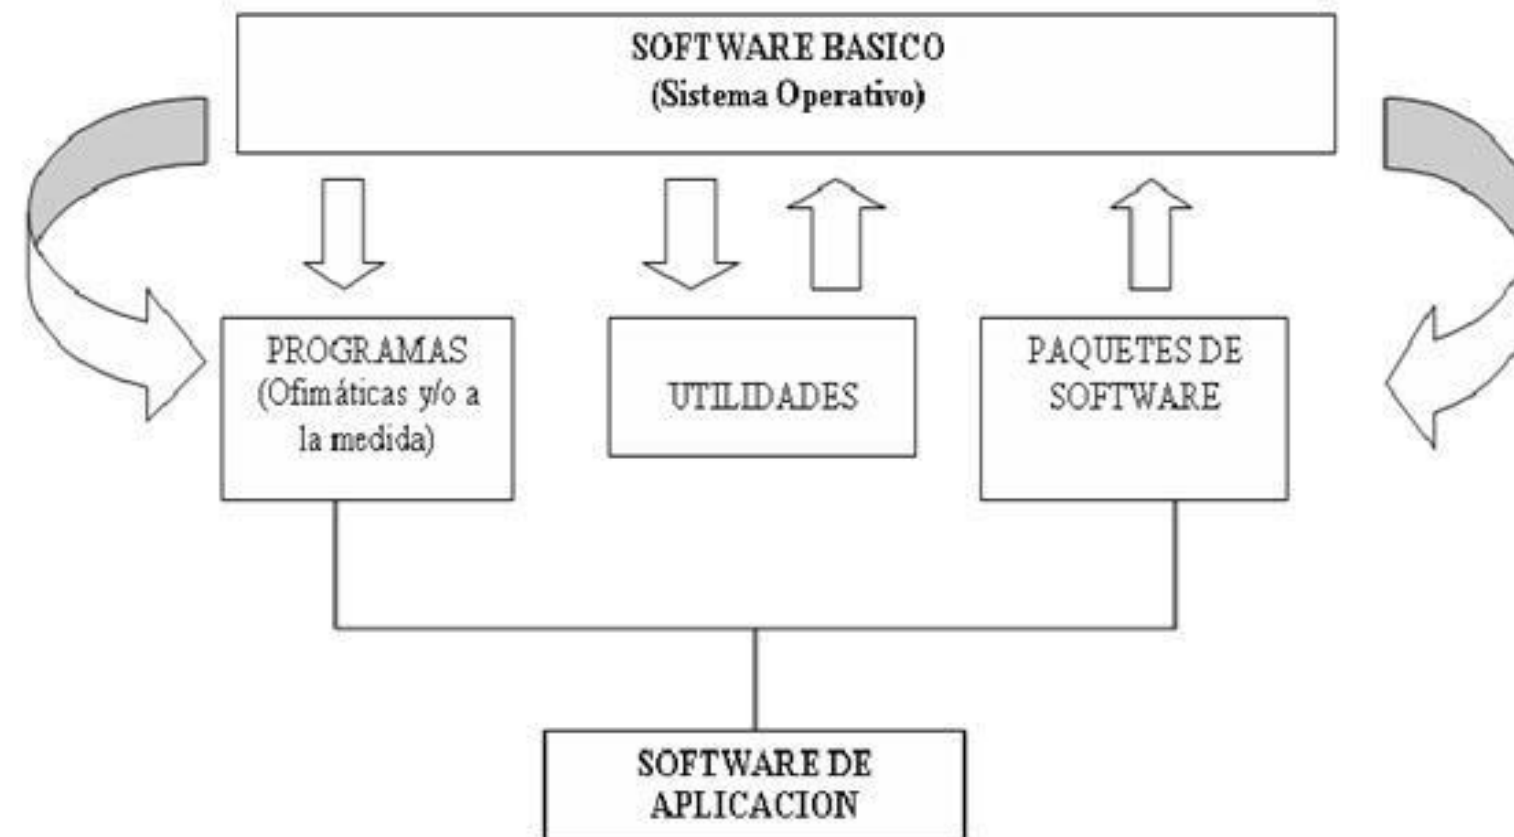 SOFTWARE BASICO
(Sistema Operativo)
PROGRAMAS
(Ofimáticas y/o a
la medida)
UTILIDADES
PAQUETES DE
SOFTWARE
SOFTWARE DE
APLICACION